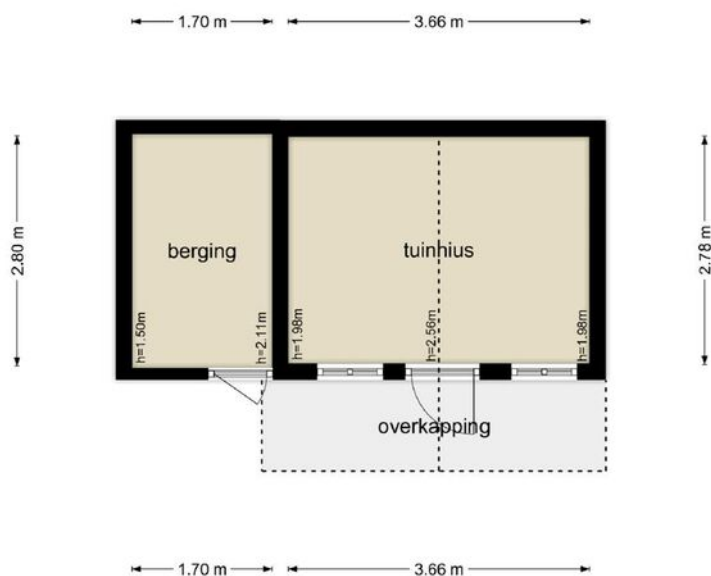 1.70 m 3.66 m
2.80 m
2.78 m
berging
tuinhius
h=1.50m
h=2.11m
h=1.98m
h=2.56m
h=1.98m
overkapping
1.70 m 3.66 m